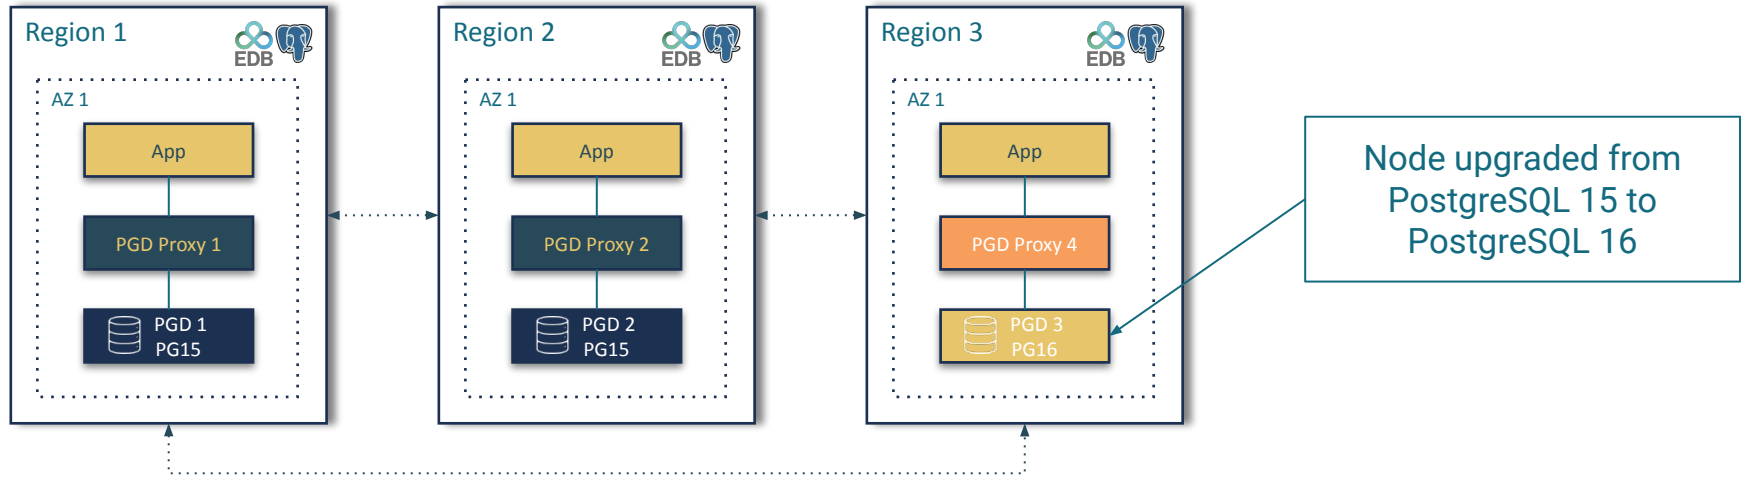 Region 1
EDB
AZ 1
App
PGD Proxy 1
PGD 1
PG15
Region 2
EDB
AZ 1
App
PGD Proxy 2
PGD 2
PG15
Region 3
EDB
AZ 1
App
PGD Proxy 4
PGD 3
PG16
Node upgraded from
PostgreSQL 15 to
PostgreSQL 16